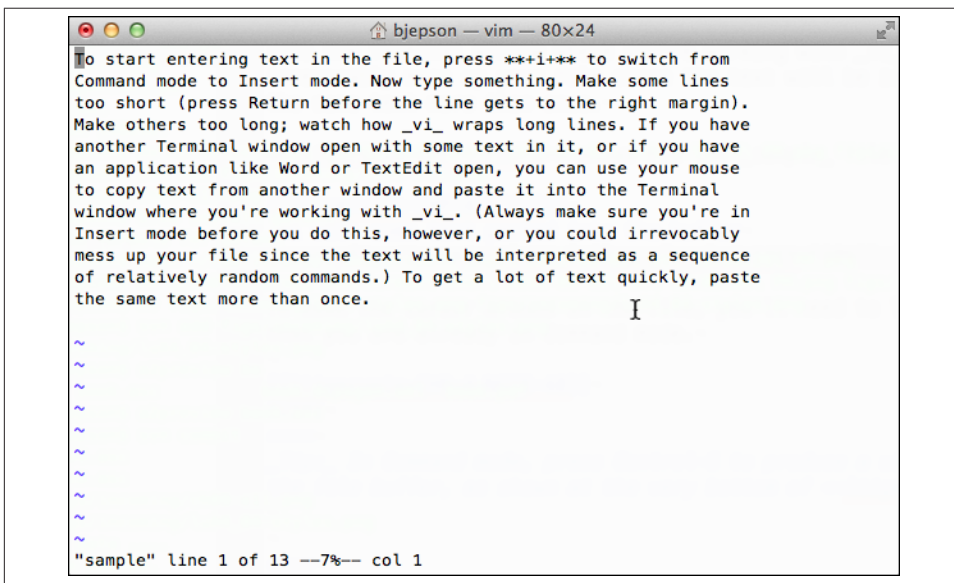 bjepson — vim — 80×24
To start entering text in the file, press **+i+** to switch from
Command mode to Insert mode. Now type something. Make some lines
too short (press Return before the line gets to the right margin).
Make others too long; watch how _vi_ wraps long lines. If you have
another Terminal window open with some text in it, or if you have
an application like Word or TextEdit open, you can use your mouse
to copy text from another window and paste it into the Terminal
window where you're working with _vi_. (Always make sure you're in
Insert mode before you do this, however, or you could irrevocably
mess up your file since the text will be interpreted as a sequence
of relatively random commands.) To get a lot of text quickly, paste
the same text more than once.
~
~
~
~
~
~
~
~
~
~
"sample" line 1 of 13 --7%-- col 1